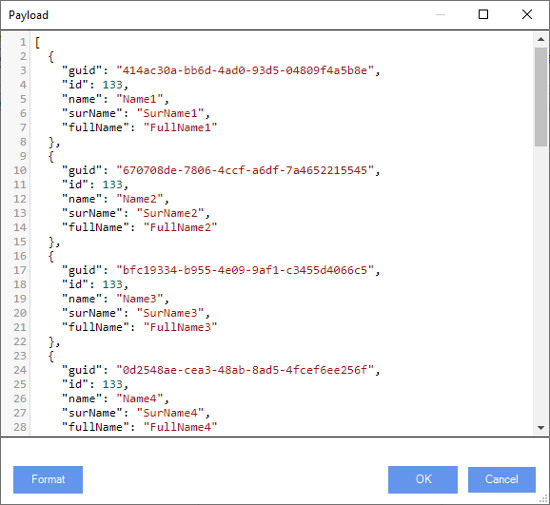 Payload
1 [
2   {
3     "guid": "414ac30a-bb6d-4ad0-93d5-04809f4a5b8e",
4     "id": 133,
5     "name": "Name1",
6     "surName": "SurName1",
7     "fullName": "FullName1"
8   },
9   {
10     "guid": "670708de-7806-4ccf-a6df-7a4652215545",
11     "id": 133,
12     "name": "Name2",
13     "surName": "SurName2",
14     "fullName": "FullName2"
15   },
16   {
17     "guid": "bfc19334-b955-4e09-9af1-c3455d4066c5",
18     "id": 133,
19     "name": "Name3",
20     "surName": "SurName3",
21     "fullName": "FullName3"
22   },
23   {
24     "guid": "0d2548ae-cea3-48ab-8ad5-4fcef6ee256f",
25     "id": 133,
26     "name": "Name4",
27     "surName": "SurName4",
28     "fullName": "FullName4"
Format OK Cancel